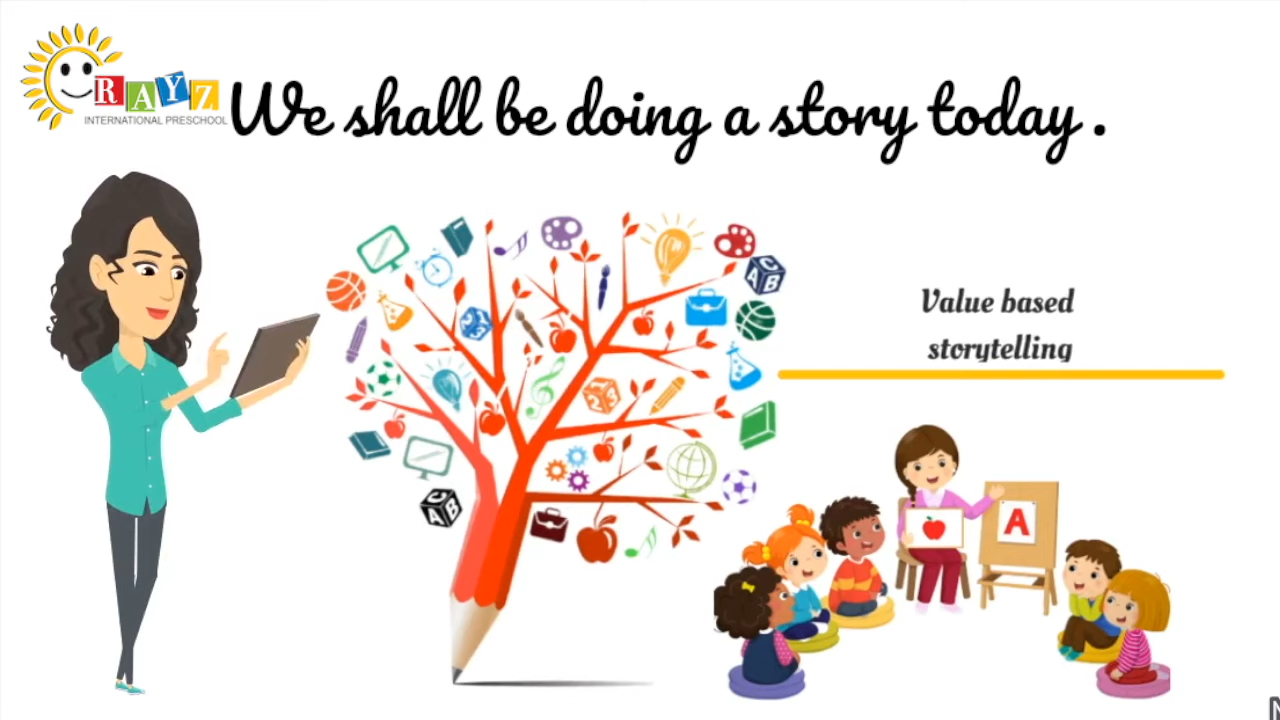 RAYZ
INTERNATIONAL PRESCHOOL
We shall be doing a story today .
Value based
storytelling
A B C
A B C
A